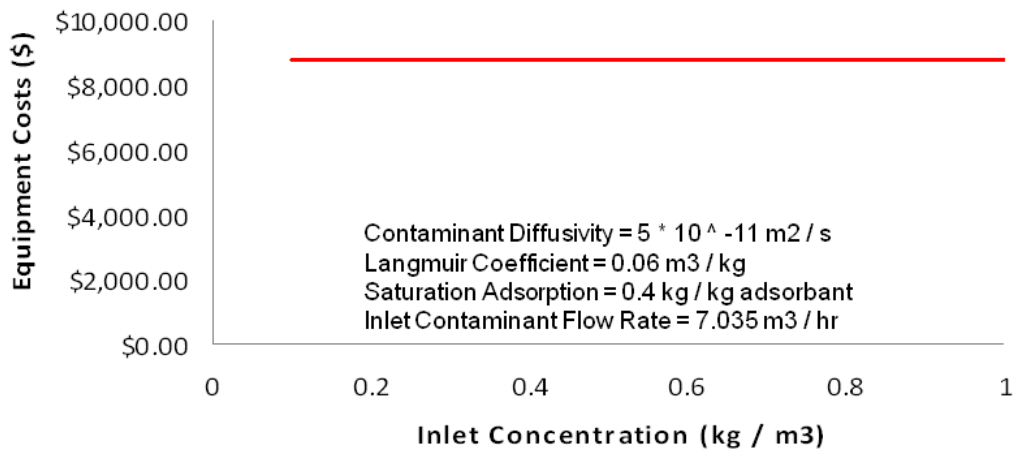 Equipment Costs ($)
$10,000.00
$8,000.00
$6,000.00
$4,000.00
$2,000.00
$0.00
Contaminant Diffusivity = 5 * 10 ^ -11 m2 / s
Langmuir Coefficient = 0.06 m3 / kg
Saturation Adsorption = 0.4 kg / kg adsorbant
Inlet Contaminant Flow Rate = 7.035 m3 / hr
0 0.2 0.4 0.6 0.8 1
Inlet Concentration (kg / m3)